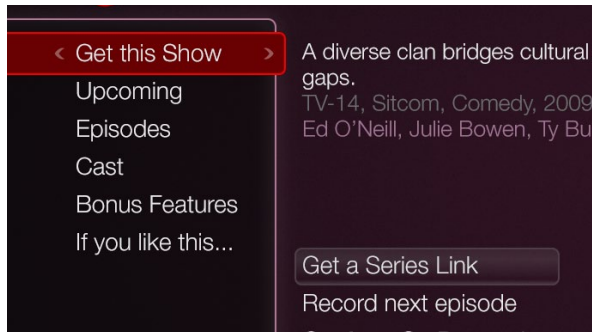 Get this Show
Upcoming
Episodes
Cast
Bonus Features
If you like this...
A diverse clan bridges cultural
gaps.
TV-14, Sitcom, Comedy, 2009
Ed O'Neill, Julie Bowen, Ty
Get a Series Link
Record next episode